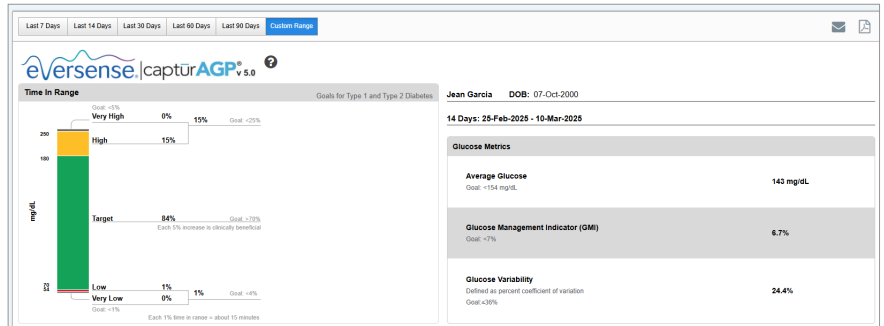 Last 7 Days Last 14 Days Last 30 Days Last 60 Days Last 90 Days Custom Range
eversense. | captūrAGP® v 5.0 ?
Time In Range Goals for Type 1 and Type 2 Diabetes
Goal: <5%
Very High 0%
15% Goal: <25%
250
High 15%
180
mg/dL
Target 84% Goal: >70%
Each 5% increase is clinically beneficial
70
54
Low 1%
1% Goal: <4%
Very Low 0%
Goal: <1%
Each 1% time in range = about 15 minutes
Jean Garcia DOB: 07-Oct-2000
14 Days: 25-Feb-2025 - 10-Mar-2025
Glucose Metrics
Average Glucose
Goal: <154 mg/dL
143 mg/dL
Glucose Management Indicator (GMI)
Goal: <7%
6.7%
Glucose Variability
Defined as percent coefficient of variation
Goal:≤36%
24.4%